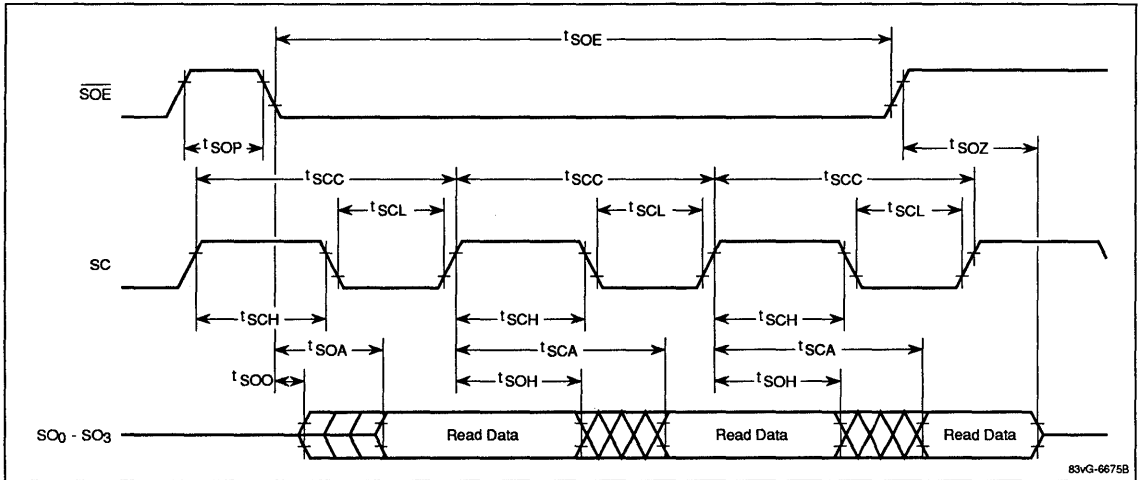 tSOE
SOE
tSOP
tSOZ
tSCC tSCC tSCC
tSCL tSCL tSCL
SC
tSCH tSCH tSCH
tSOA tSCA tSCA
tSOO tSOH tSOH
SO0 - SO3 Read Data Read Data Read Data
83vG-6675B